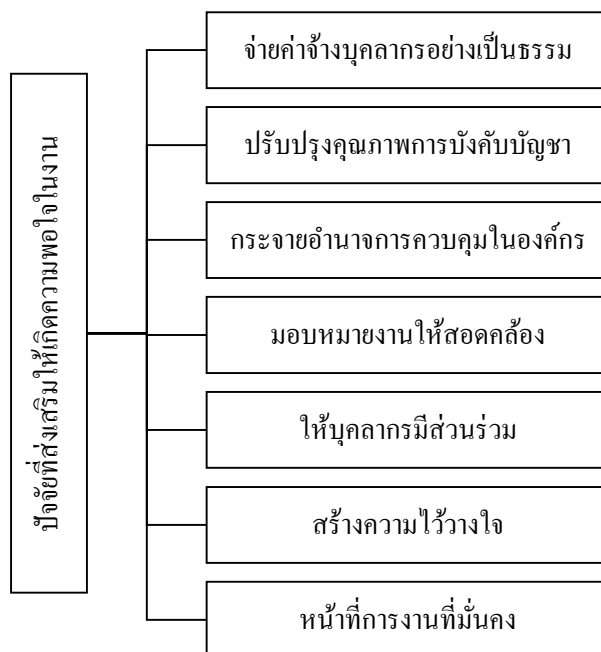 ปัจจัยที่ส่งเสริมให้เกิดความพอใจในงาน
จ่ายค่าจ้างบุคลากรอย่างเป็นธรรม
ปรับปรุงคุณภาพการบังคับบัญชา
กระจายอำนาจการควบคุมในองค์กร
มอบหมายงานให้สอดคล้อง
ให้บุคลากรมีส่วนร่วม
สร้างความไว้วางใจ
หน้าที่การงานที่มั่นคง